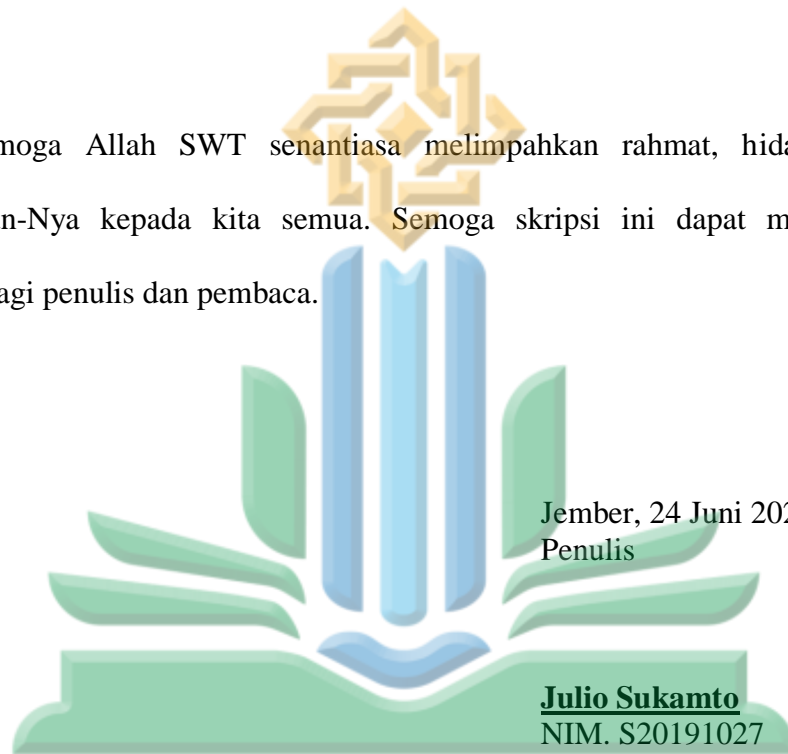 moga Allah SWT senantiasa melimpahkan rahmat, hida
n-Nya kepada kita semua. Semoga skripsi ini dapat m
agi penulis dan pembaca.
Jember, 24 Juni 202
Penulis
Julio Sukamto
NIM. S20191027